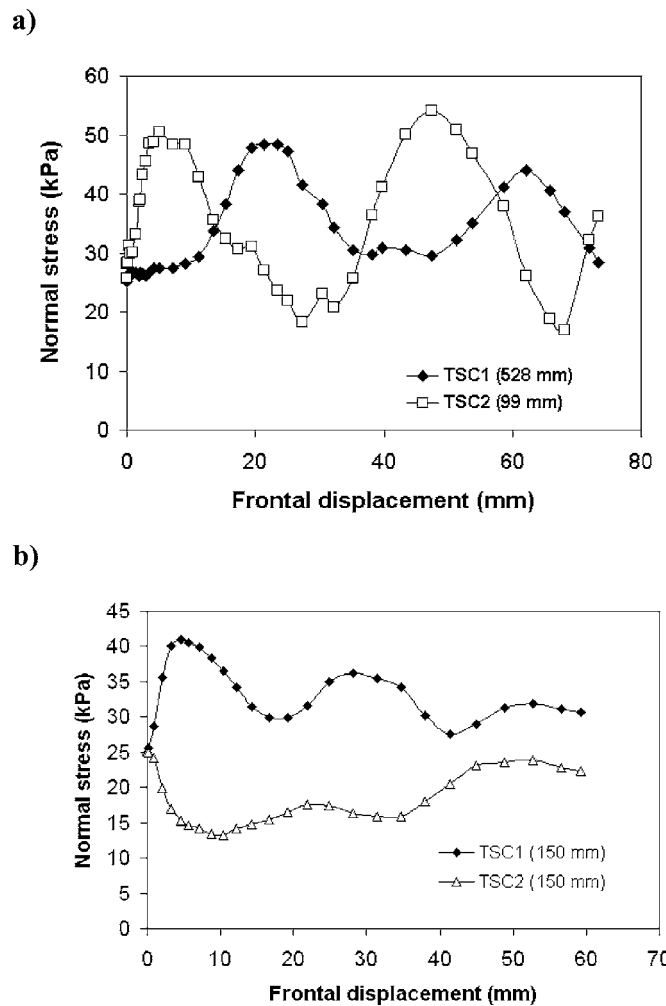 a)
60
50
40
30
20
10
0
Normal stress (kPa)
TSC1 (528 mm)
TSC2 (99 mm)
0 20 40 60 80
Frontal displacement (mm)
b)
45
40
35
30
25
20
15
10
5
0
Normal stress (kPa)
TSC1 (150 mm)
TSC2 (150 mm)
0 10 20 30 40 50 60 70
Frontal displacement (mm)